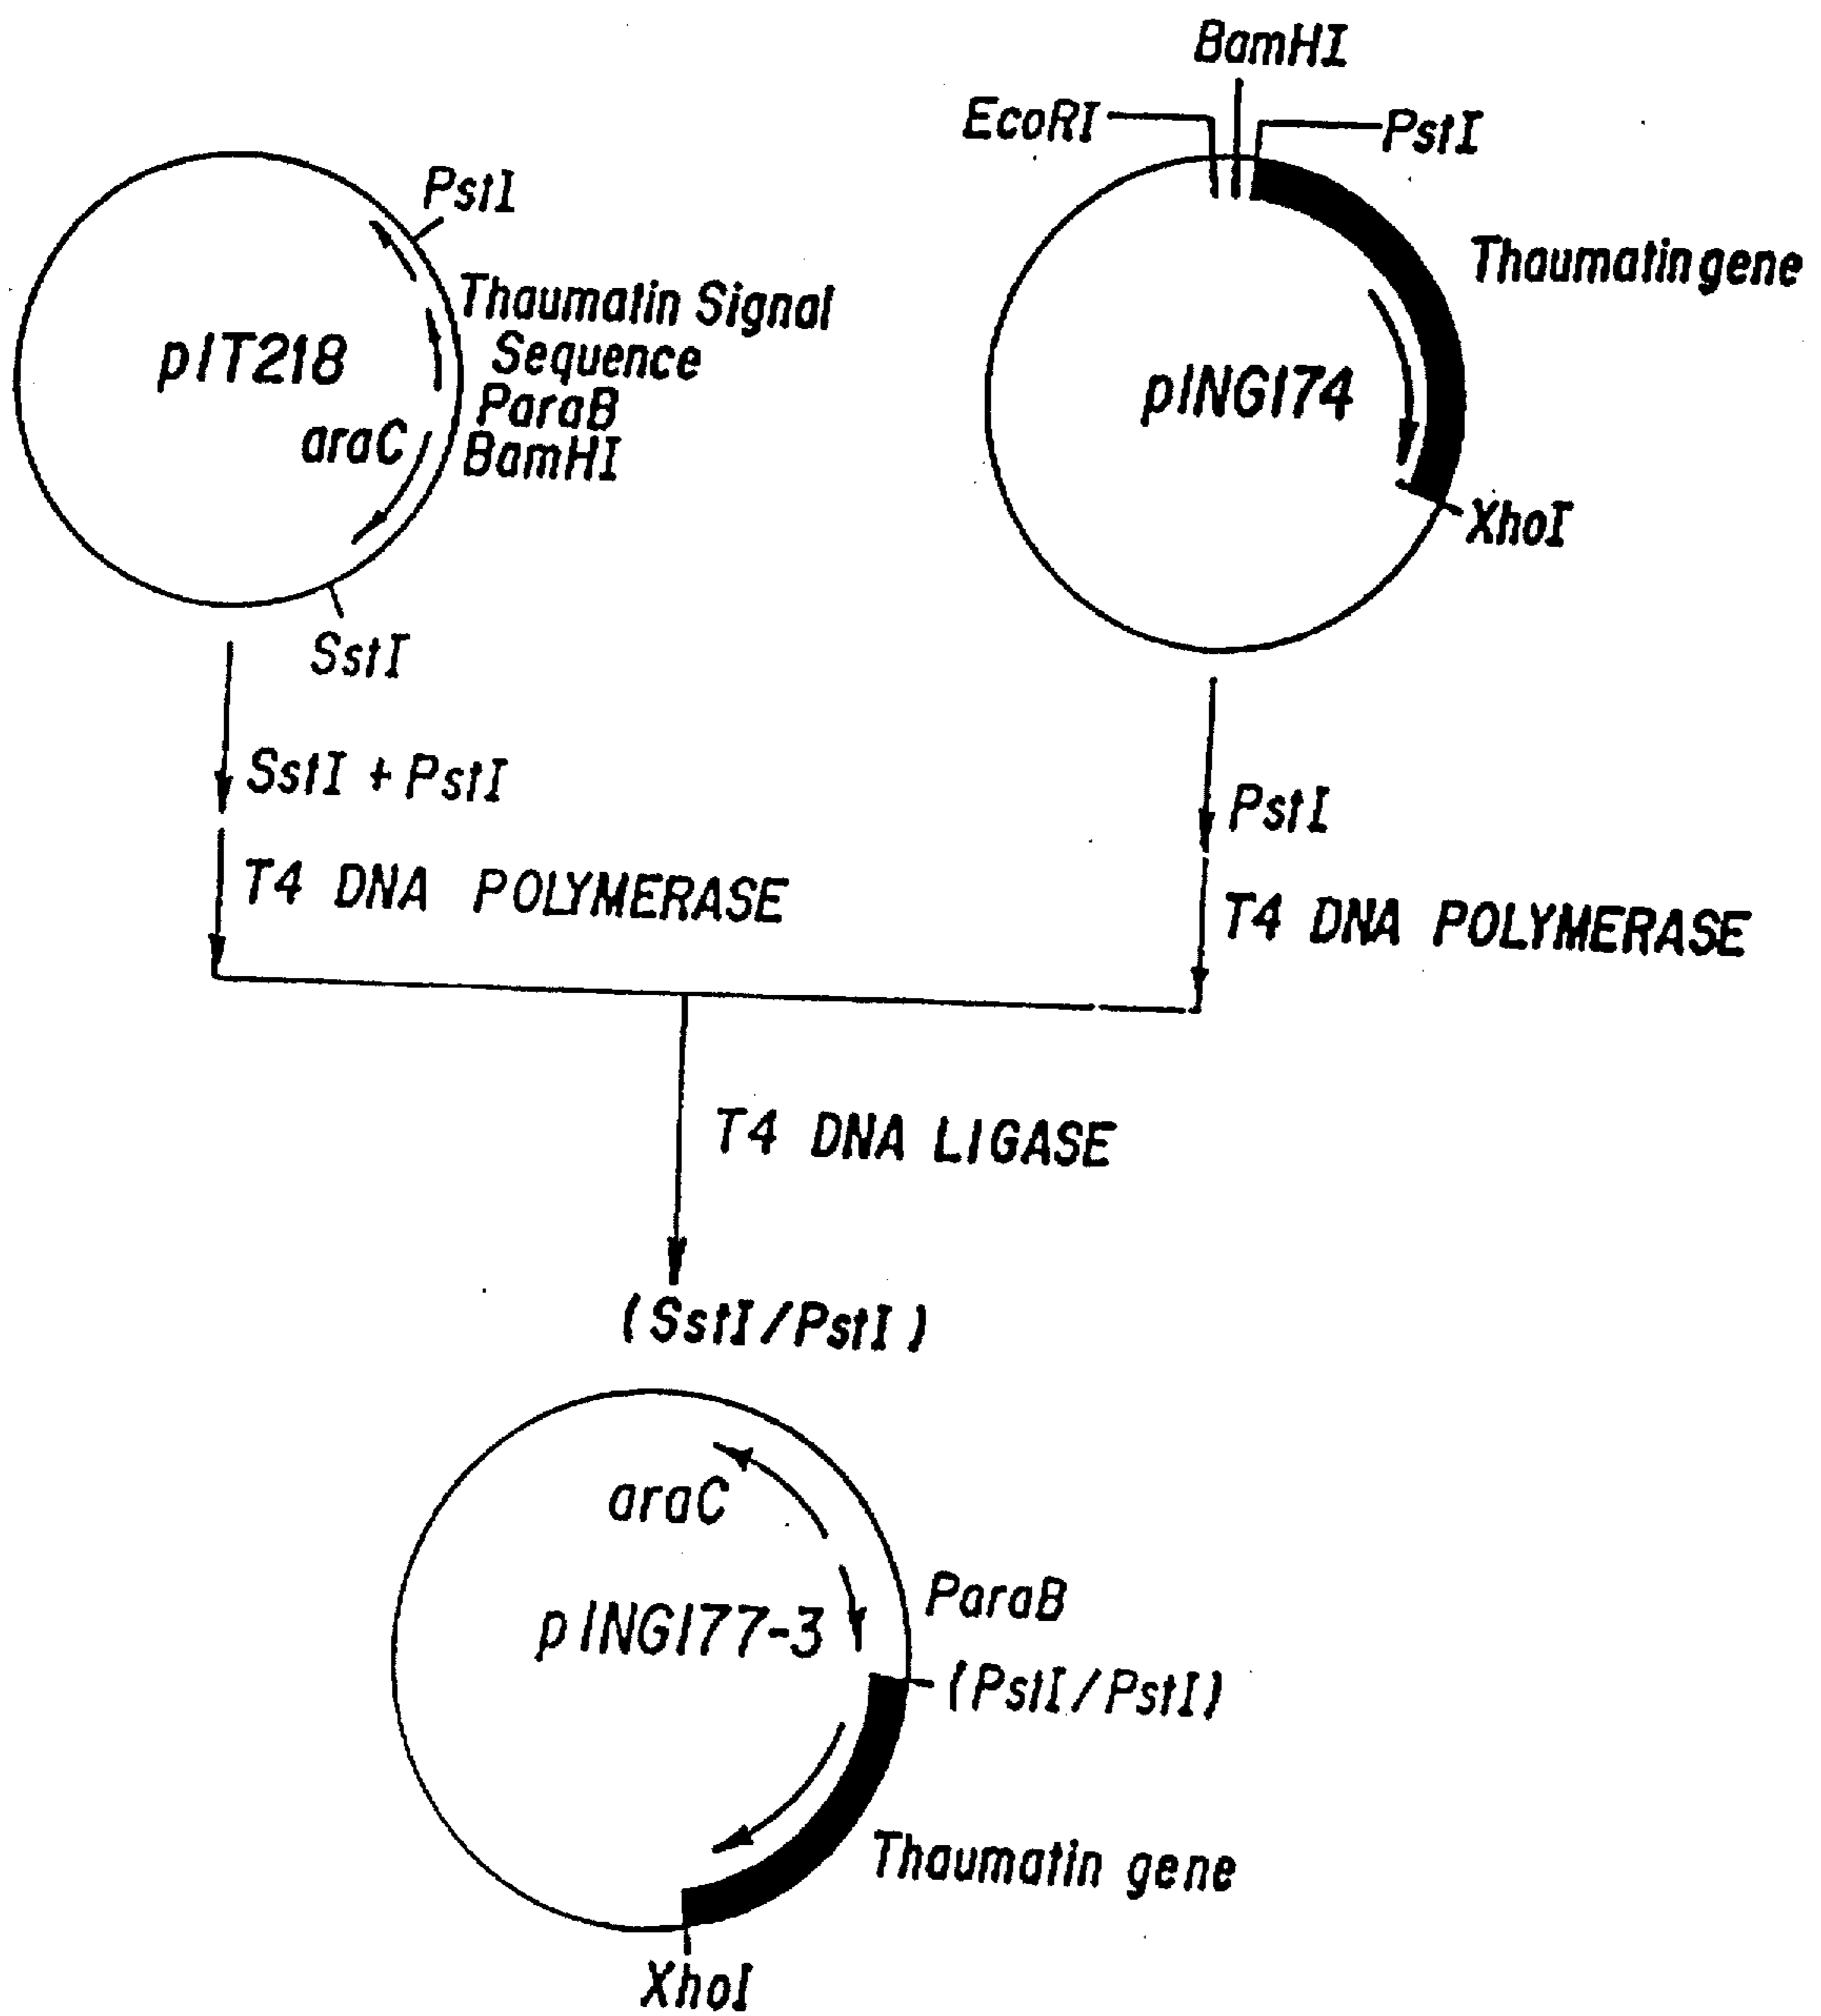 BamHI
EcoRI
PstI
PstI
Thaumatin gene
Thaumatin Signal
Sequence
pIT218
pING174
ParaB
araC
BamHI
XhoI
SstI
SstI + PstI
PstI
T4 DNA POLYMERASE
T4 DNA POLYMERASE
T4 DNA LIGASE
(SstI/PstI)
araC
ParaB
pING177-3
(PstI/PstI)
Thaumatin gene
XhoI